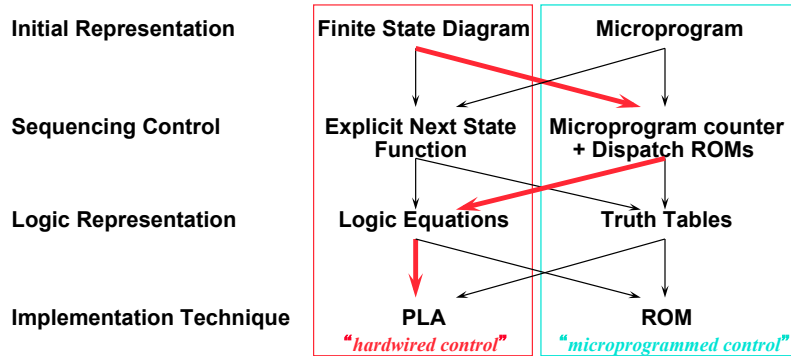 Initial Representation Finite State Diagram Microprogram
Sequencing Control Explicit Next State Microprogram counter
Function + Dispatch ROMs
Logic Representation Logic Equations Truth Tables
Implementation Technique PLA ROM
“hardwired control” “microprogrammed control”